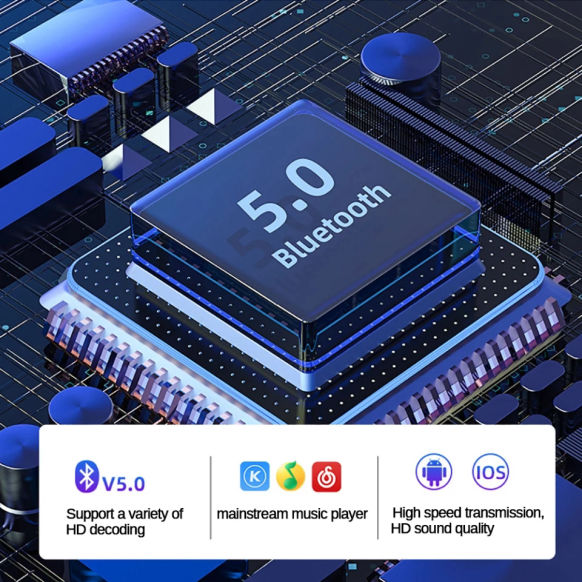 5.0
Bluetooth
V5.0
Support a variety of
HD decoding
K
mainstream music player
IOS
High speed transmission,
HD sound quality